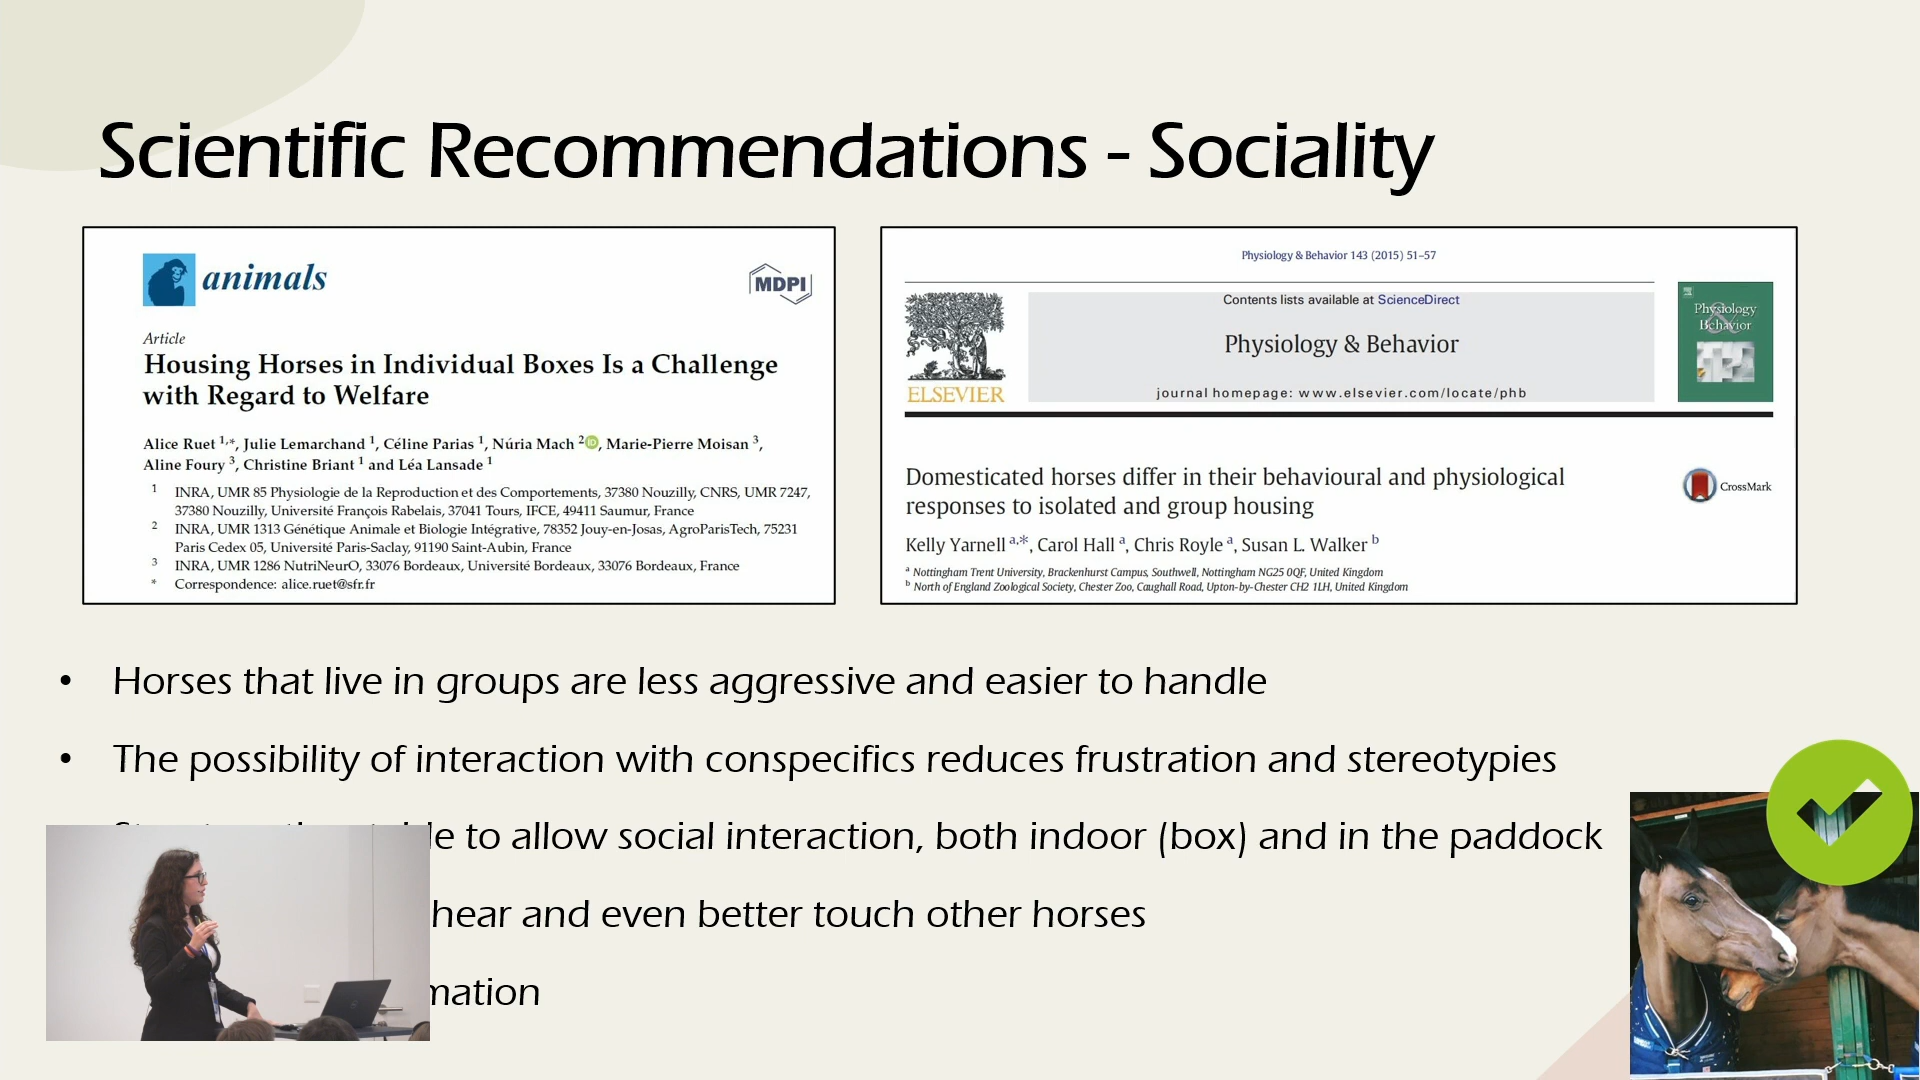 Scientific Recommendations - Sociality
animals
MDPI
Article
Housing Horses in Individual Boxes Is a Challenge
with Regard to Welfare
Alice Ruet 1,*, Julie Lemarchand 1, Céline Parias 1, Núria Mach 2 iD, Marie-Pierre Moisan 3,
Aline Foury 3, Christine Briant 1 and Léa Lansade 1
1 INRA, UMR 85 Physiologie de la Reproduction et des Comportements, 37380 Nouzilly, CNRS, UMR 7247,
37380 Nouzilly, Université François Rabelais, 37041 Tours, IFCE, 49411 Saumur, France
2 INRA, UMR 1313 Génétique Animale et Biologie Intégrative, 78352 Jouy-en-Josas, AgroParisTech, 75231
Paris Cedex 05, Université Paris-Saclay, 91190 Saint-Aubin, France
3 INRA, UMR 1286 NutriNeurO, 33076 Bordeaux, Université Bordeaux, 33076 Bordeaux, France
* Correspondence: alice.ruet@sfr.fr
Physiology & Behavior 143 (2015) 51–57
Contents lists available at ScienceDirect
Physiology & Behavior
journal homepage: www.elsevier.com/locate/phb
ELSEVIER
Physiology
&
Behavior
Domesticated horses differ in their behavioural and physiological
responses to isolated and group housing
CrossMark
Kelly Yarnell a,*, Carol Hall a, Chris Royle a, Susan L. Walker b
a Nottingham Trent University, Brackenhurst Campus, Southwell, Nottingham NG25 0QF, United Kingdom
b North of England Zoological Society, Chester Zoo, Caughall Road, Upton-by-Chester CH2 1LH, United Kingdom
• Horses that live in groups are less aggressive and easier to handle
• The possibility of interaction with conspecifics reduces frustration and stereotypies
to allow social interaction, both indoor (box) and in the paddock
hear and even better touch other horses